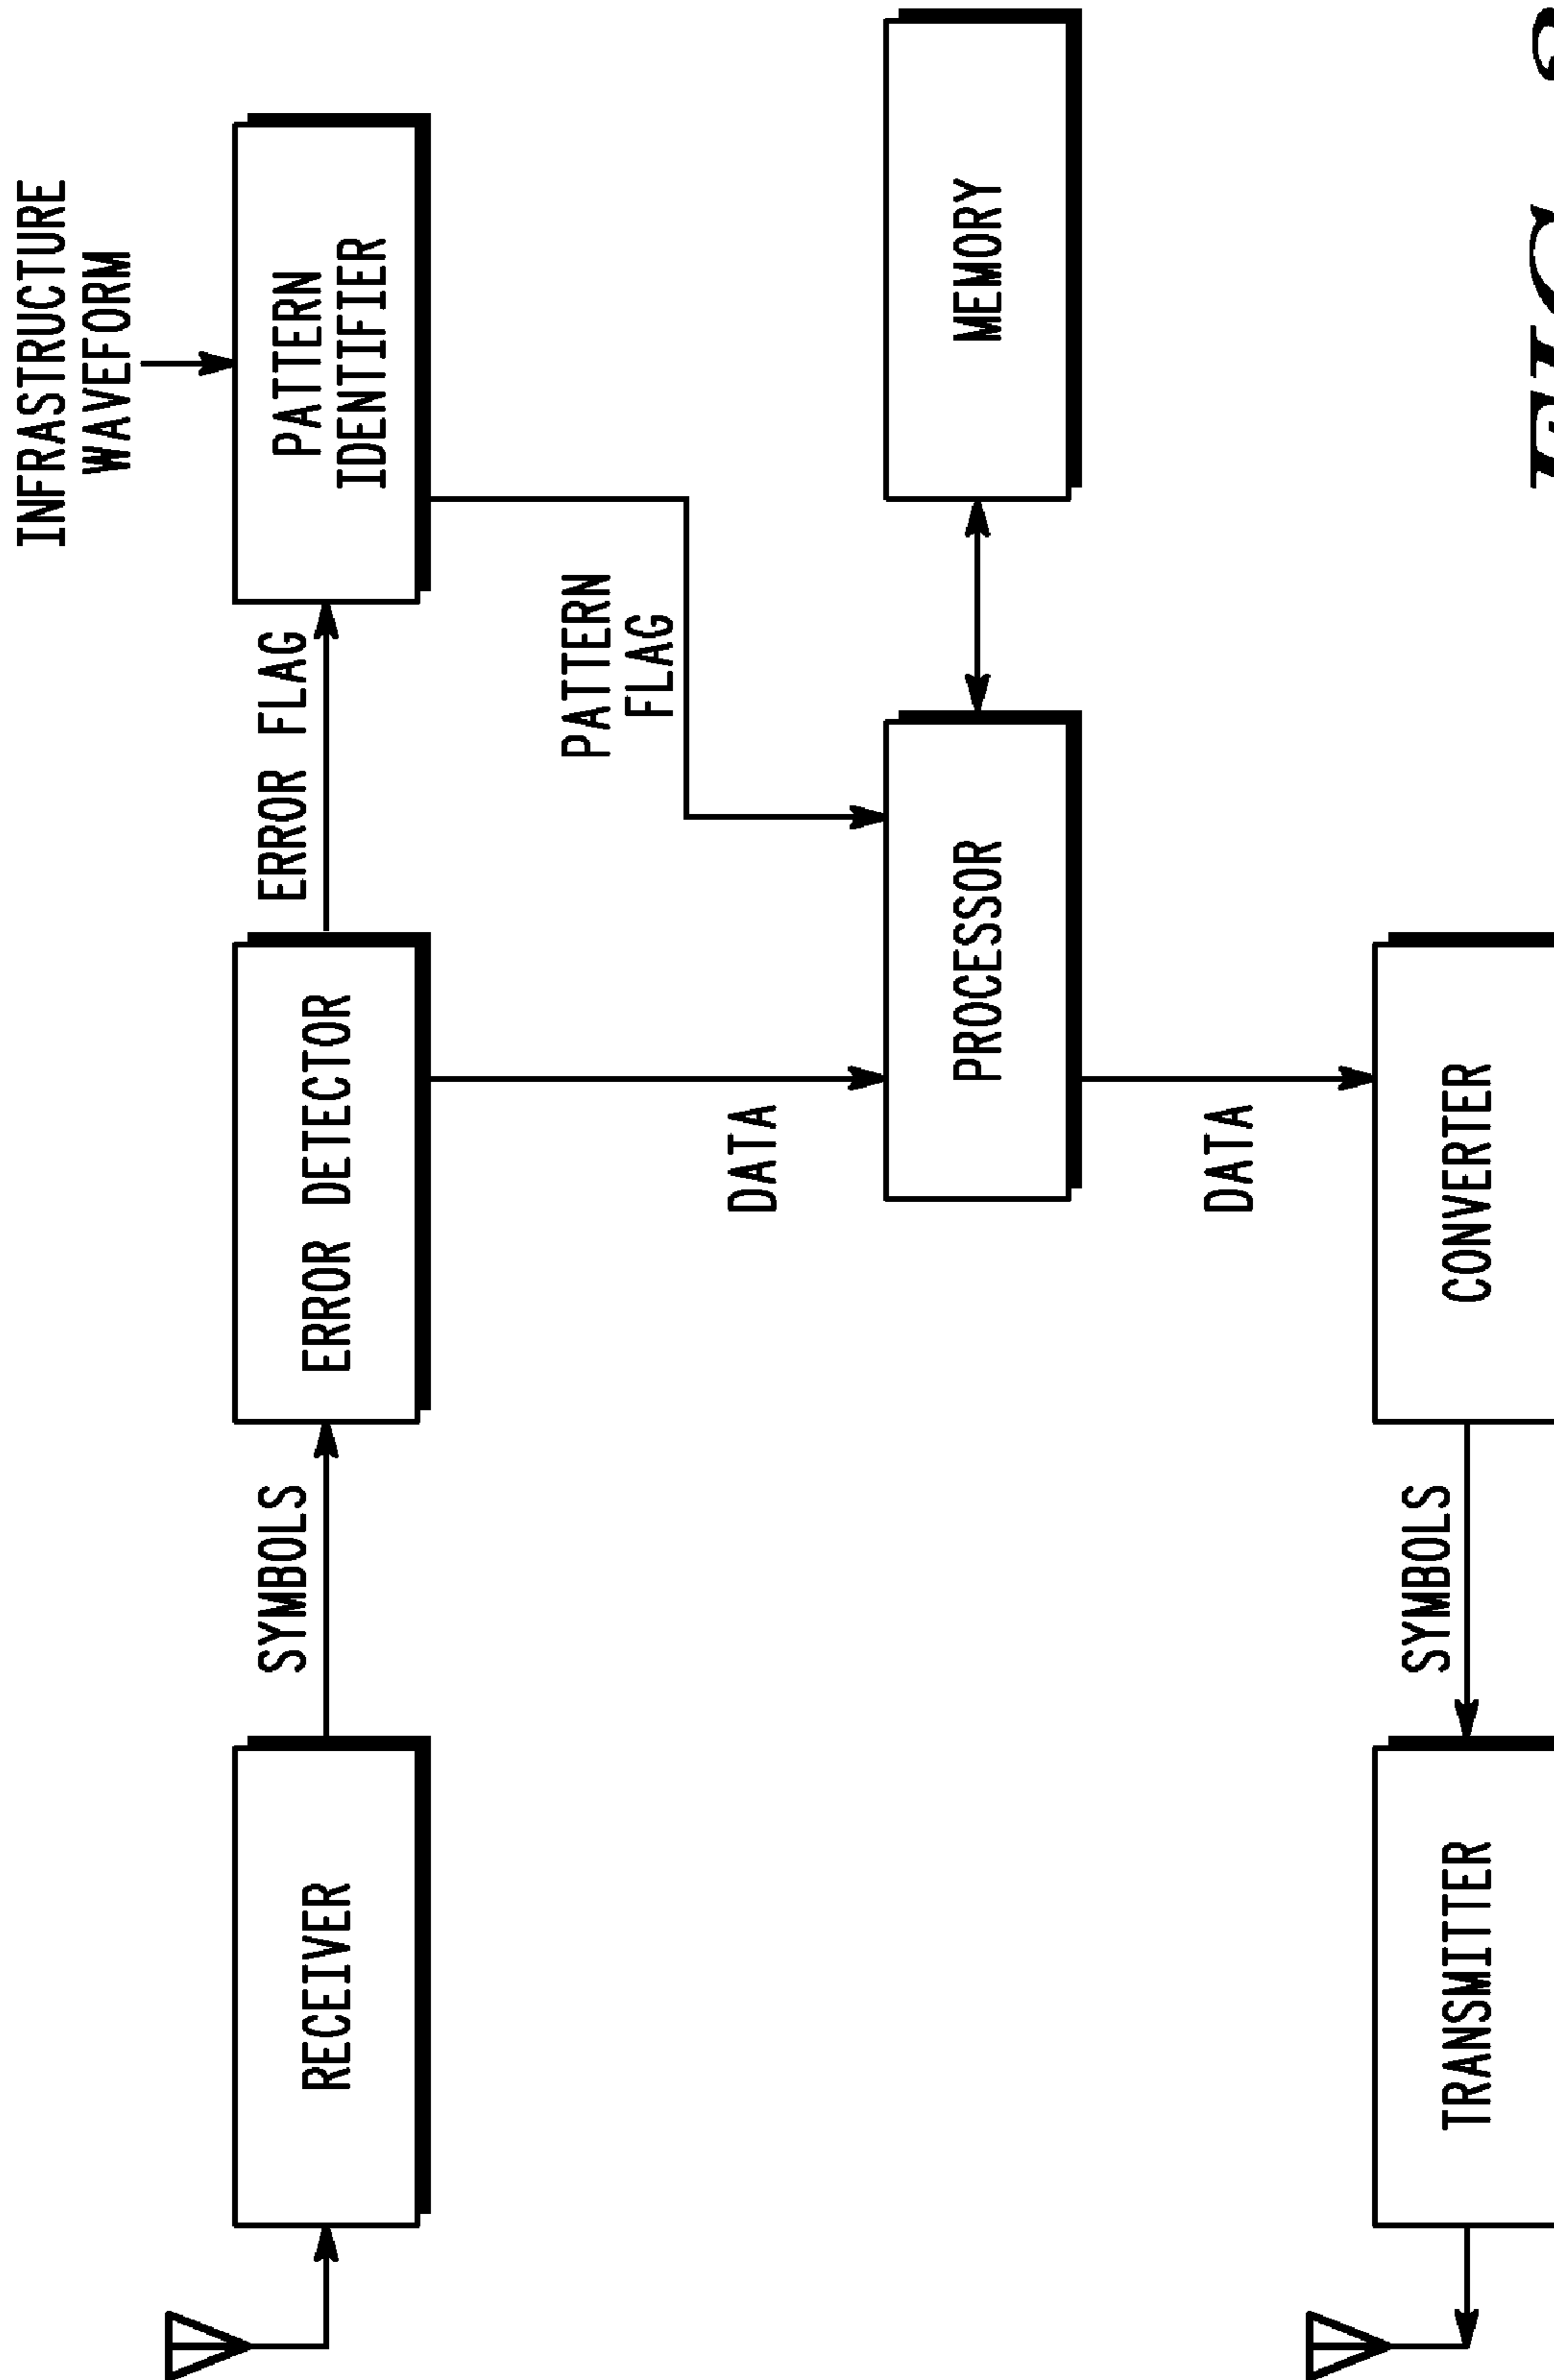 INFRASTRUCTURE
WAVEFORM
RECEIVER
SYMBOLS
ERROR DETECTOR
ERROR FLAG
PATTERN
IDENTIFIER
PATTERN
FLAG
DATA
PROCESSOR
MEMORY
DATA
TRANSMITTER
SYMBOLS
CONVERTER